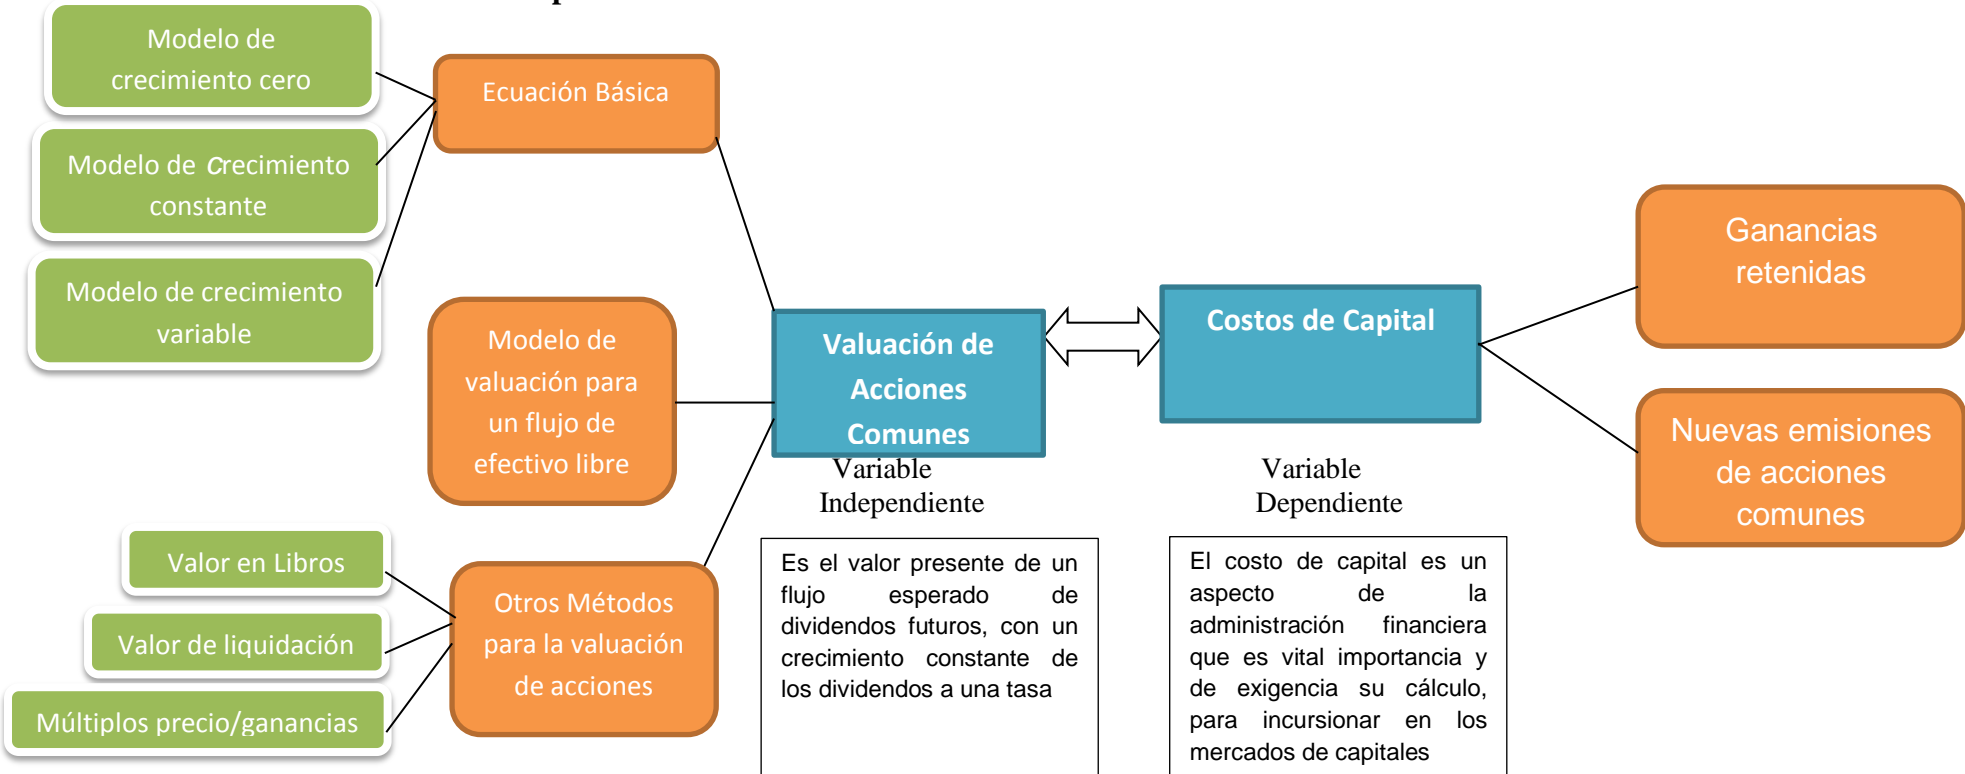 Modelo de
crecimiento cero
Modelo de crecimiento
constante
Modelo de crecimiento
variable
Ecuación Básica
Modelo de
valuación para
un flujo de
efectivo libre
Valor en Libros
Valor de liquidación
Múltiplos precio/ganancias
Otros Métodos
para la valuación
de acciones
Valuación de
Acciones
Comunes
Variable
Independiente
Es el valor presente de un
flujo esperado de
dividendos futuros, con un
crecimiento constante de
los dividendos a una tasa
Costos de Capital
Variable
Dependiente
El costo de capital es un
aspecto de la
administración financiera
que es vital importancia y
de exigencia su cálculo,
para incursionar en los
mercados de capitales
Ganancias
retenidas
Nuevas emisiones
de acciones
comunes